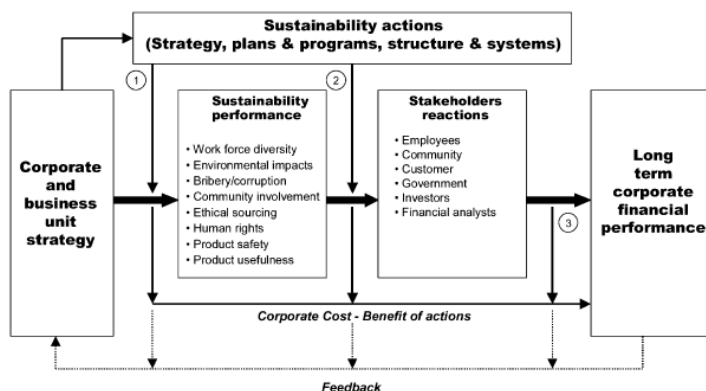 Sustainability actions
(Strategy, plans & programs, structure & systems)
1
2
Corporate
and
business
unit
strategy
Sustainability
performance
• Work force diversity
• Environmental impacts
• Bribery/corruption
• Community involvement
• Ethical sourcing
• Human rights
• Product safety
• Product usefulness
Stakeholders
reactions
• Employees
• Community
• Customer
• Government
• Investors
• Financial analysts
3
Long
term
corporate
financial
performance
Corporate Cost - Benefit of actions
Feedback